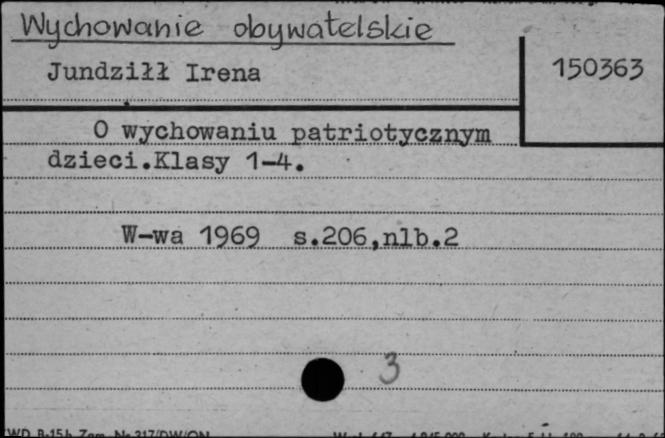 Wychowanie obywatelskie
Jundziłł Irena
150363
O wychowaniu patriotycznym
dzieci.Klasy 1-4.
W-wa 1969 s.206,nlb.2
3